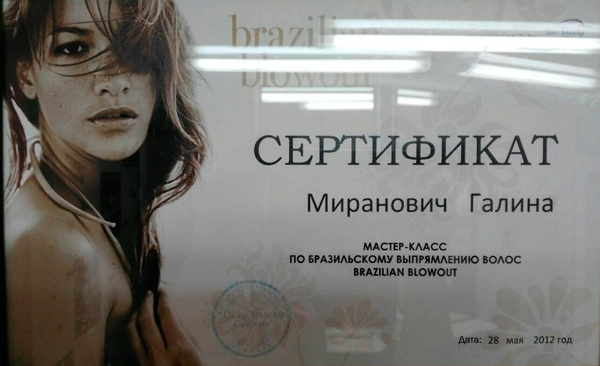 brazilian
blowout
СЕРТИФИКАТ
Миранович Галина
МАСТЕР-КЛАСС
ПО БРАЗИЛЬСКОМУ ВЫПРЯМЛЕНИЮ ВОЛОС
BRAZILIAN BLOWOUT
Дата: 28 мая 2012 год